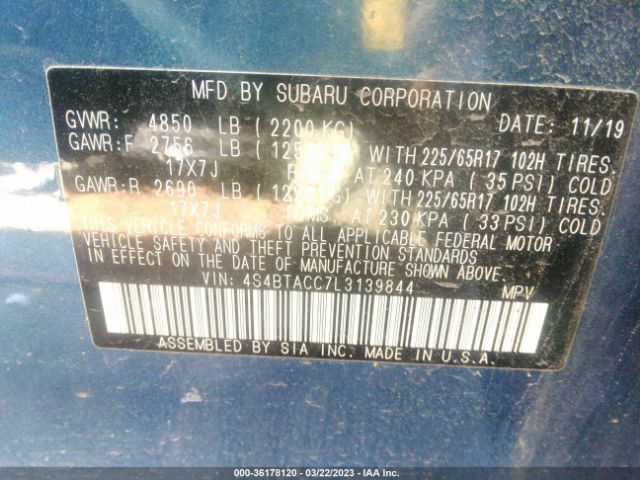 MFD BY SUBARU CORPORATION
GVWR: 4850 LB ( 2200 KG) DATE: 11/19
GAWR:F 2756 LB ( WITH 225/65R17 102H TIRES.
17X7J AT 240 KPA ( 35 PSI) COLD
GAWR:R 2690 LB ( WITH 225/65R17 102H TIRES.
17X7J RIMS. AT 230 KPA ( 33 PSI) COLD
THIS VEHICLE CONFORMS TO ALL APPLICABLE FEDERAL MOTOR
VEHICLE SAFETY AND THEFT PREVENTION STANDARDS
IN EFFECT ON THE DATE OF MANUFACTURE SHOWN ABOVE.
VIN: 4S4BTACC7L3139844 MPV
ASSEMBLED BY SIA INC. MADE IN U.S.A.
000-36178120 - 03/22/2023 - IAA Inc.